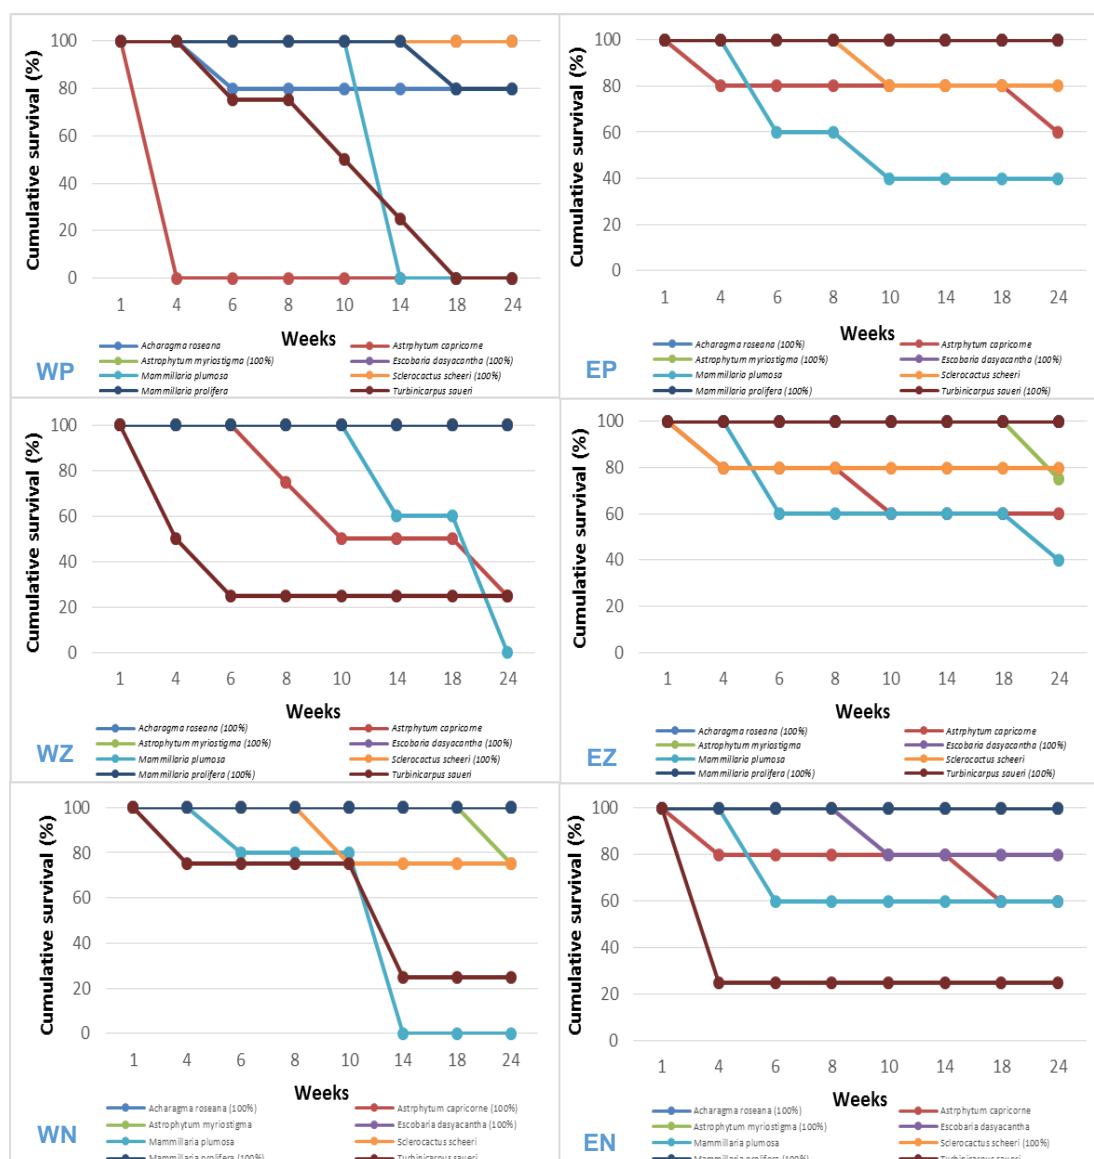 Cumulative survival (%)
100
80
60
40
20
0
1 4 6 8 10 14 18 24
Weeks
WP
Acharagma roseana Astrphytum capricorne
Astrophytum myriostigma (100%) Escobaria dasyacantha (100%)
Mammillaria plumosa Sclerocactus scheeri (100%)
Mammillaria prolifera Turbinicarpus saueri
Cumulative survival (%)
100
80
60
40
20
0
1 4 6 8 10 14 18 24
Weeks
EP
Acharagma roseana (100%) Astrphytum capricorne
Astrophytum myriostigma (100%) Escobaria dasyacantha (100%)
Mammillaria plumosa Sclerocactus scheeri
Mammillaria prolifera (100%) Turbinicarpus saueri (100%)
Cumulative survival (%)
100
80
60
40
20
0
1 4 6 8 10 14 18 24
Weeks
WZ
Acharagma roseana (100%) Astrphytum capricorne
Astrophytum myriostigma (100%) Escobaria dasyacantha (100%)
Mammillaria plumosa Sclerocactus scheeri (100%)
Mammillaria prolifera (100%) Turbinicarpus saueri
Cumulative survival (%)
100
80
60
40
20
0
1 4 6 8 10 14 18 24
Weeks
EZ
Acharagma roseana (100%) Astrphytum capricorne
Astrophytum myriostigma Escobaria dasyacantha (100%)
Mammillaria plumosa Sclerocactus scheeri
Mammillaria prolifera (100%) Turbinicarpus saueri (100%)
Cumulative survival (%)
100
80
60
40
20
0
1 4 6 8 10 14 18 24
Weeks
WN
Acharagma roseana (100%) Astrphytum capricorne (100%)
Astrophytum myriostigma Escobaria dasyacantha (100%)
Mammillaria plumosa Sclerocactus scheeri
Mammillaria prolifera (100%) Turbinicarpus saueri
Cumulative survival (%)
100
80
60
40
20
0
1 4 6 8 10 14 18 24
Weeks
EN
Acharagma roseana (100%) Astrphytum capricorne
Astrophytum myriostigma (100%) Escobaria dasyacantha
Mammillaria plumosa Sclerocactus scheeri (100%)
Mammillaria prolifera (100%) Turbinicarpus saueri